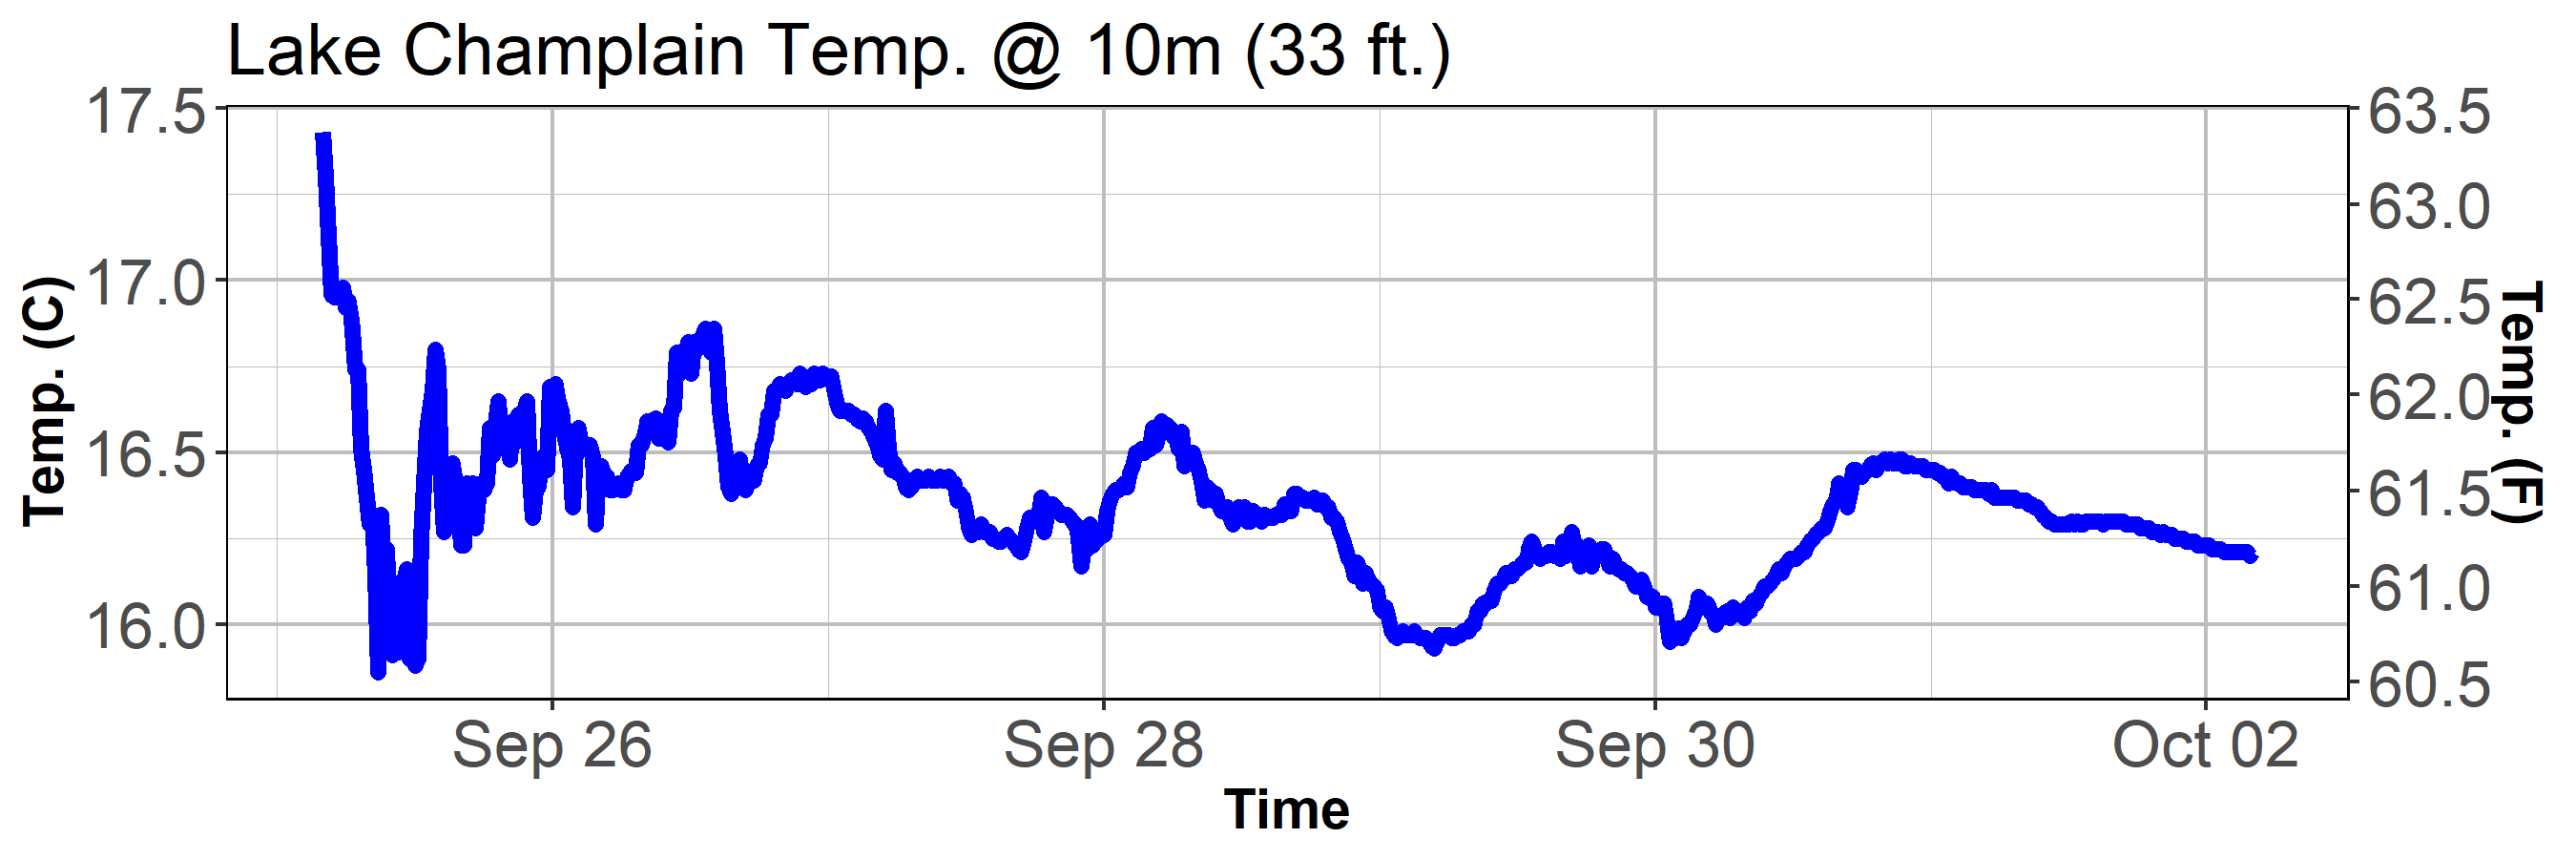 Lake Champlain Temp. @ 10m (33 ft.)
Temp. (C)
17.5
17.0
16.5
16.0
63.5
63.0
62.5
62.0
61.5
61.0
60.5
Temp. (F)
Sep 26
Sep 28
Sep 30
Oct 02
Time